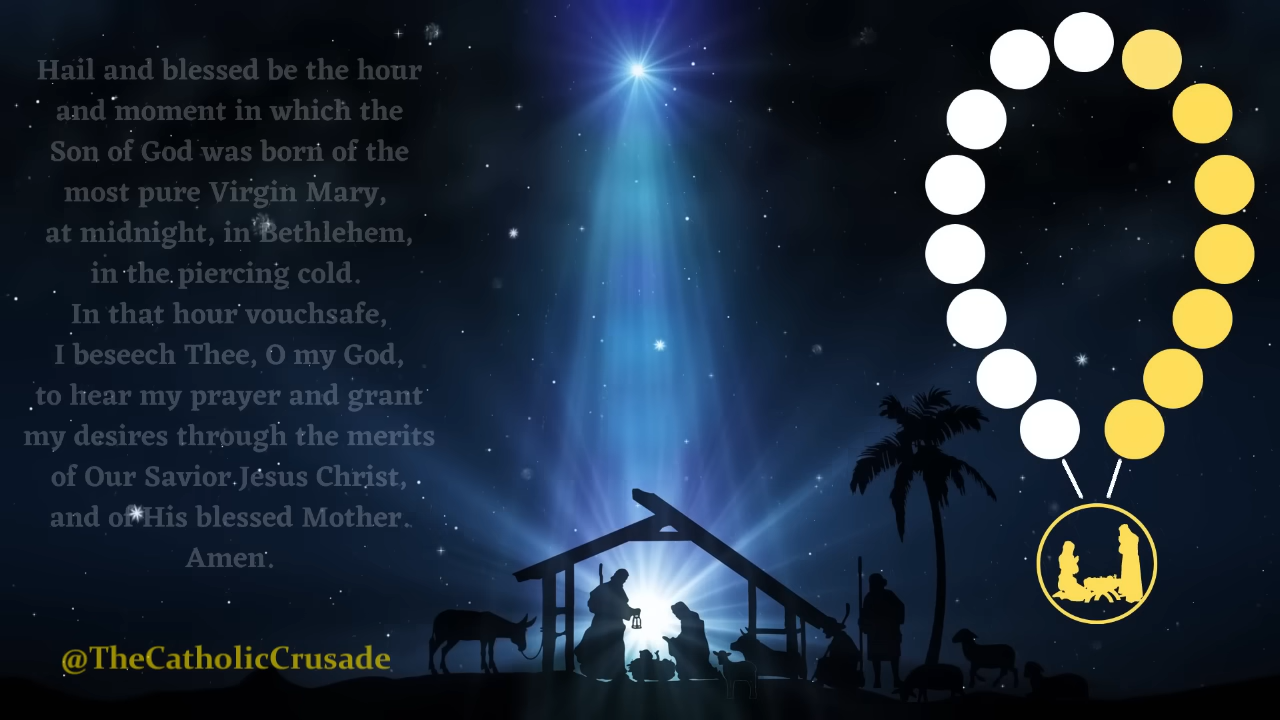 Hail and blessed be the hour
and moment in which the
Son of God was born of the
most pure Virgin Mary,
at midnight, in Bethlehem,
in the piercing cold.
In that hour vouchsafe,
I beseech Thee, O my God,
to hear my prayer and grant
my desires through the merits
of Our Savior Jesus Christ,
and of His blessed Mother.
Amen.
@TheCatholicCrusade